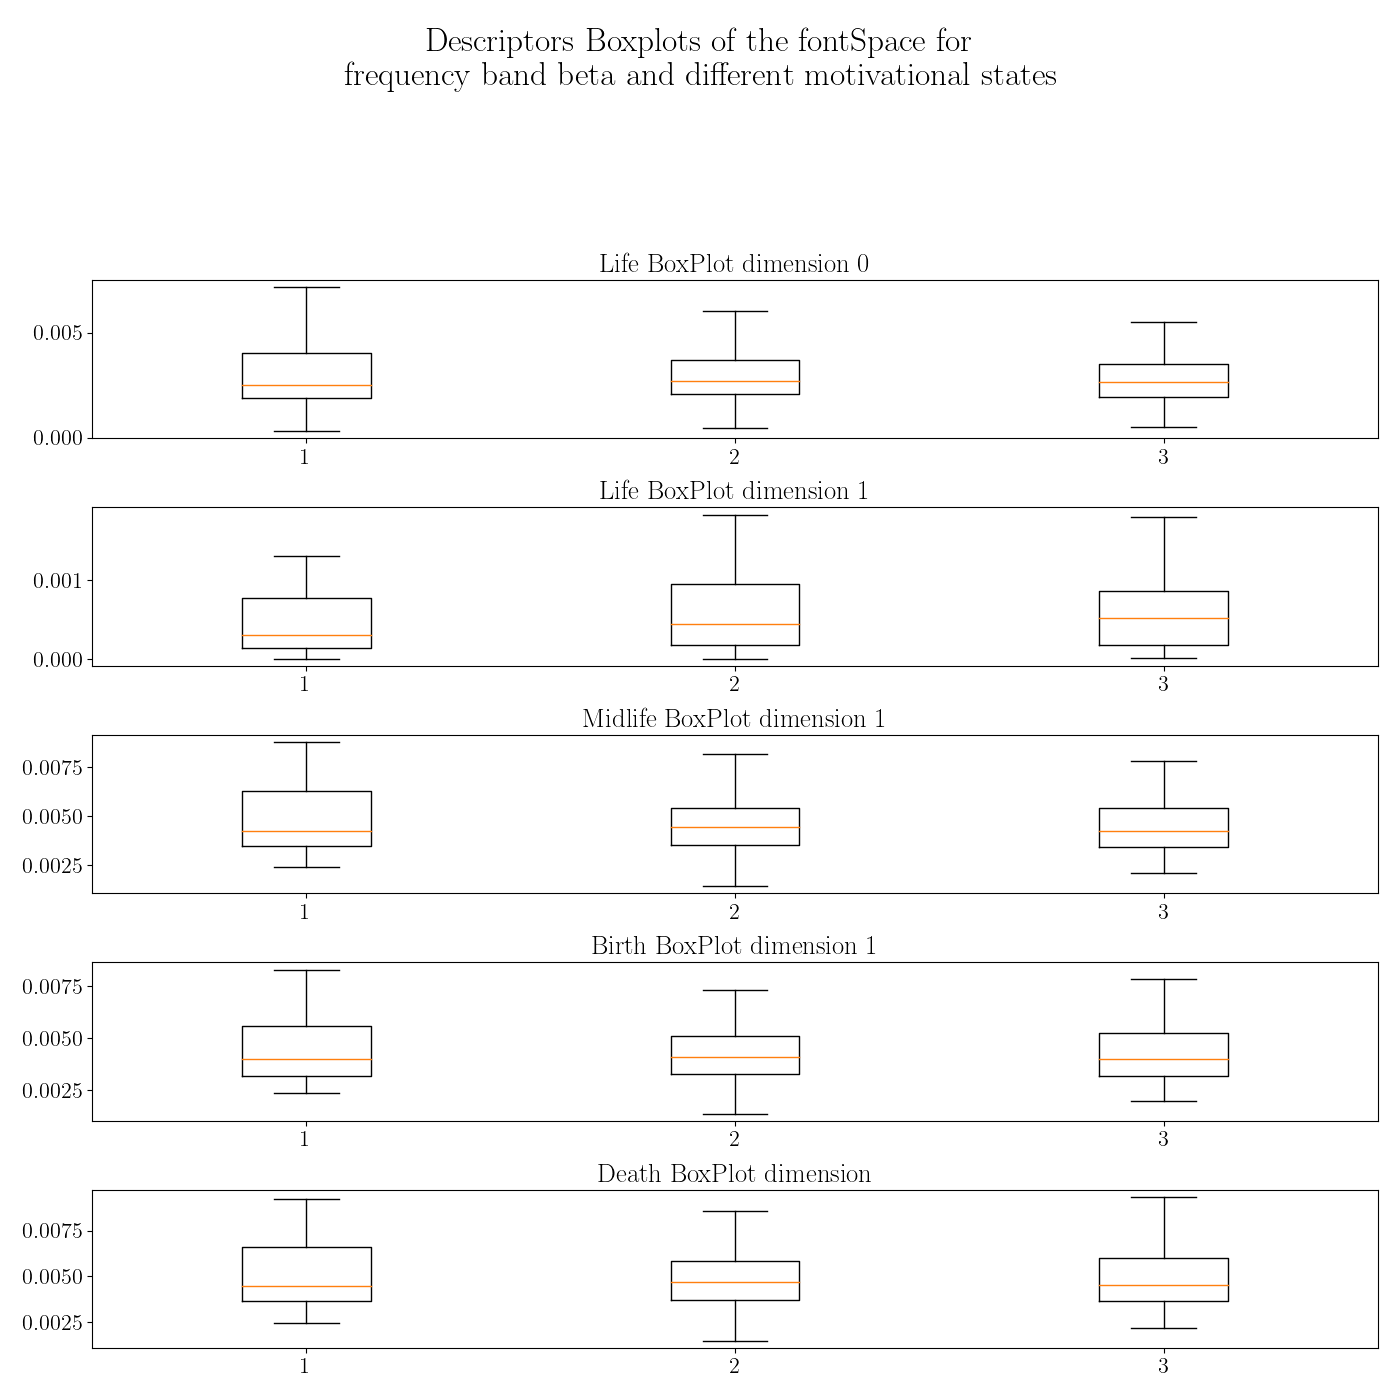 Descriptors Boxplots of the fontSpace for
frequency band beta and different motivational states
Life BoxPlot dimension 0
0.005
0.000
1 2 3
Life BoxPlot dimension 1
0.001
0.000
1 2 3
Midlife BoxPlot dimension 1
0.0075
0.0050
0.0025
1 2 3
Birth BoxPlot dimension 1
0.0075
0.0050
0.0025
1 2 3
Death BoxPlot dimension
0.0075
0.0050
0.0025
1 2 3